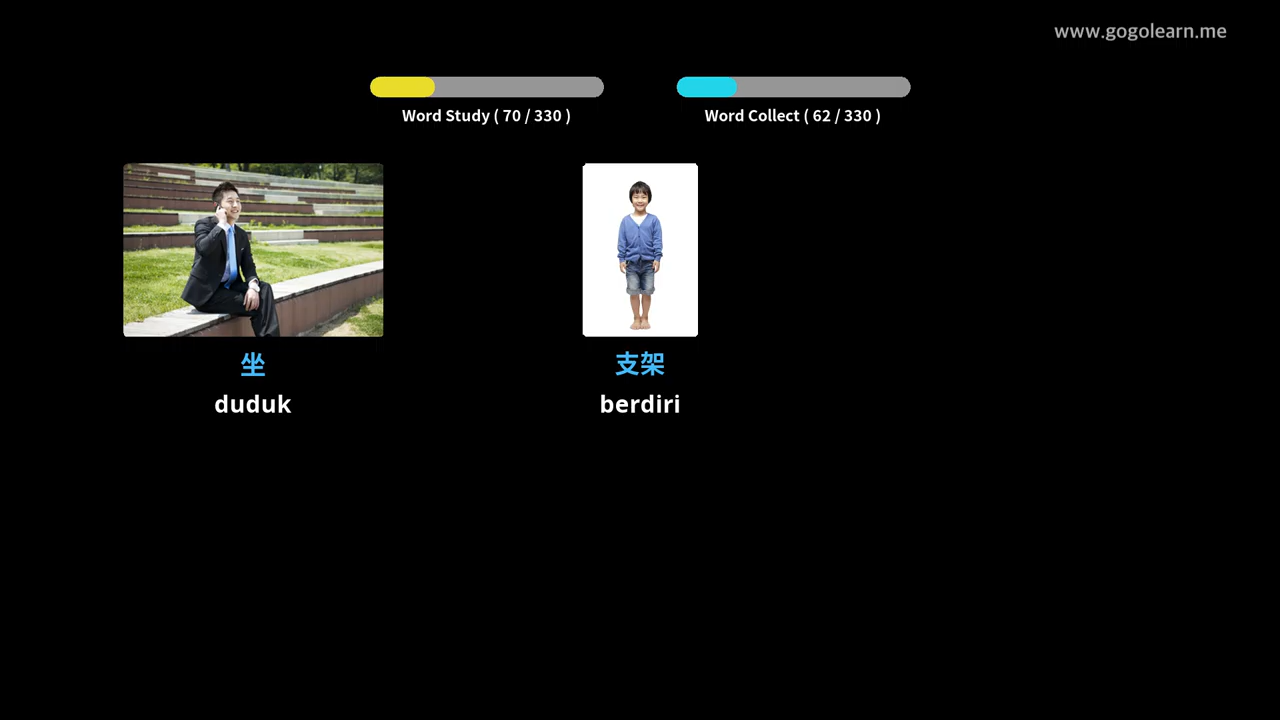 www.gogolearn.me
Word Study ( 70 / 330 )
Word Collect ( 62 / 330 )
坐
支架
duduk
berdiri